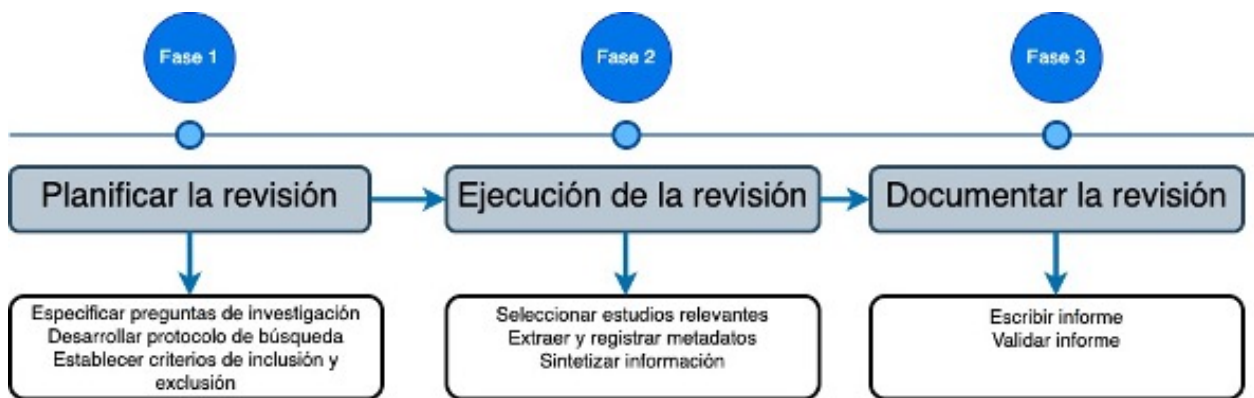 Fase 1
Fase 2
Fase 3
Planificar la revisión
Ejecución de la revisión
Documentar la revisión
Especificar preguntas de investigación
Desarrollar protocolo de búsqueda
Establecer criterios de inclusión y
exclusión
Seleccionar estudios relevantes
Extraer y registrar metadatos
Sintetizar información
Escribir informe
Validar informe